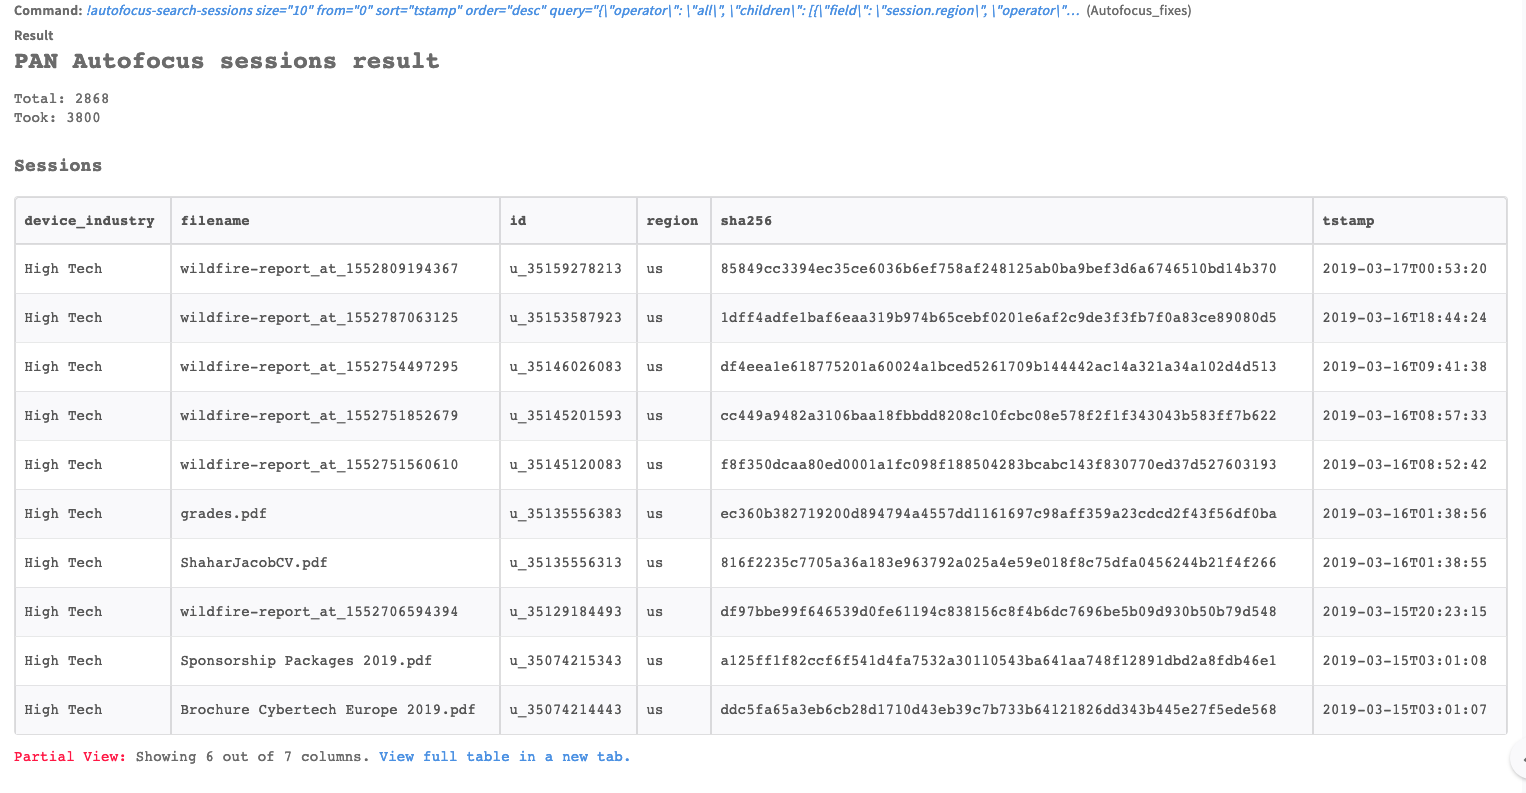 Command: !autofocus-search-sessions size="10" from="0" sort="tstamp" order="desc" query="{\"operator\": \"all\", \"children\": [{\"field\": \"session.region\", \"operator\"... (Autofocus_fixes)
Result
PAN Autofocus sessions result
Total: 2868
Took: 3800
Sessions
device_industry filename id region sha256 tstamp
High Tech wildfire-report_at_1552809194367 u_35159278213 us 85849cc3394ec35ce6036b6ef758af248125ab0ba9bef3d6a6746510bd14b370 2019-03-17T00:53:20
High Tech wildfire-report_at_1552787063125 u_35153587923 us 1dff4adfe1baf6eaa319b974b65cebf0201e6af2c9de3f3fb7f0a83ce89080d5 2019-03-16T18:44:24
High Tech wildfire-report_at_1552754497295 u_35146026083 us df4eea1e618775201a60024a1bced5261709b144442ac14a321a34a102d4d513 2019-03-16T09:41:38
High Tech wildfire-report_at_1552751852679 u_35145201593 us cc449a9482a3106baa18fbbdd8208c10fcbc08e578f2f1f343043b583ff7b622 2019-03-16T08:57:33
High Tech wildfire-report_at_1552751560610 u_35145120083 us f8f350dcaa80ed0001a1fc098f188504283bcabc143f830770ed37d527603193 2019-03-16T08:52:42
High Tech grades.pdf u_35135556383 us ec360b382719200d894794a4557dd1161697c98aff359a23cdcd2f43f56df0ba 2019-03-16T01:38:56
High Tech ShaharJacobCV.pdf u_35135556313 us 816f2235c7705a36a183e963792a025a4e59e018f8c75dfa0456244b21f4f266 2019-03-16T01:38:55
High Tech wildfire-report_at_1552706594394 u_35129184493 us df97bbe99f646539d0fe61194c838156c8f4b6dc7696be5b09d930b50b79d548 2019-03-15T20:23:15
High Tech Sponsorship Packages 2019.pdf u_35074215343 us a125ff1f82ccf6f541d4fa7532a30110543ba641aa748f12891dbd2a8fdb46e1 2019-03-15T03:01:08
High Tech Brochure Cybertech Europe 2019.pdf u_35074214443 us ddc5fa65a3eb6cb28d1710d43eb39c7b733b64121826dd343b445e27f5ede568 2019-03-15T03:01:07
Partial View: Showing 6 out of 7 columns. View full table in a new tab.